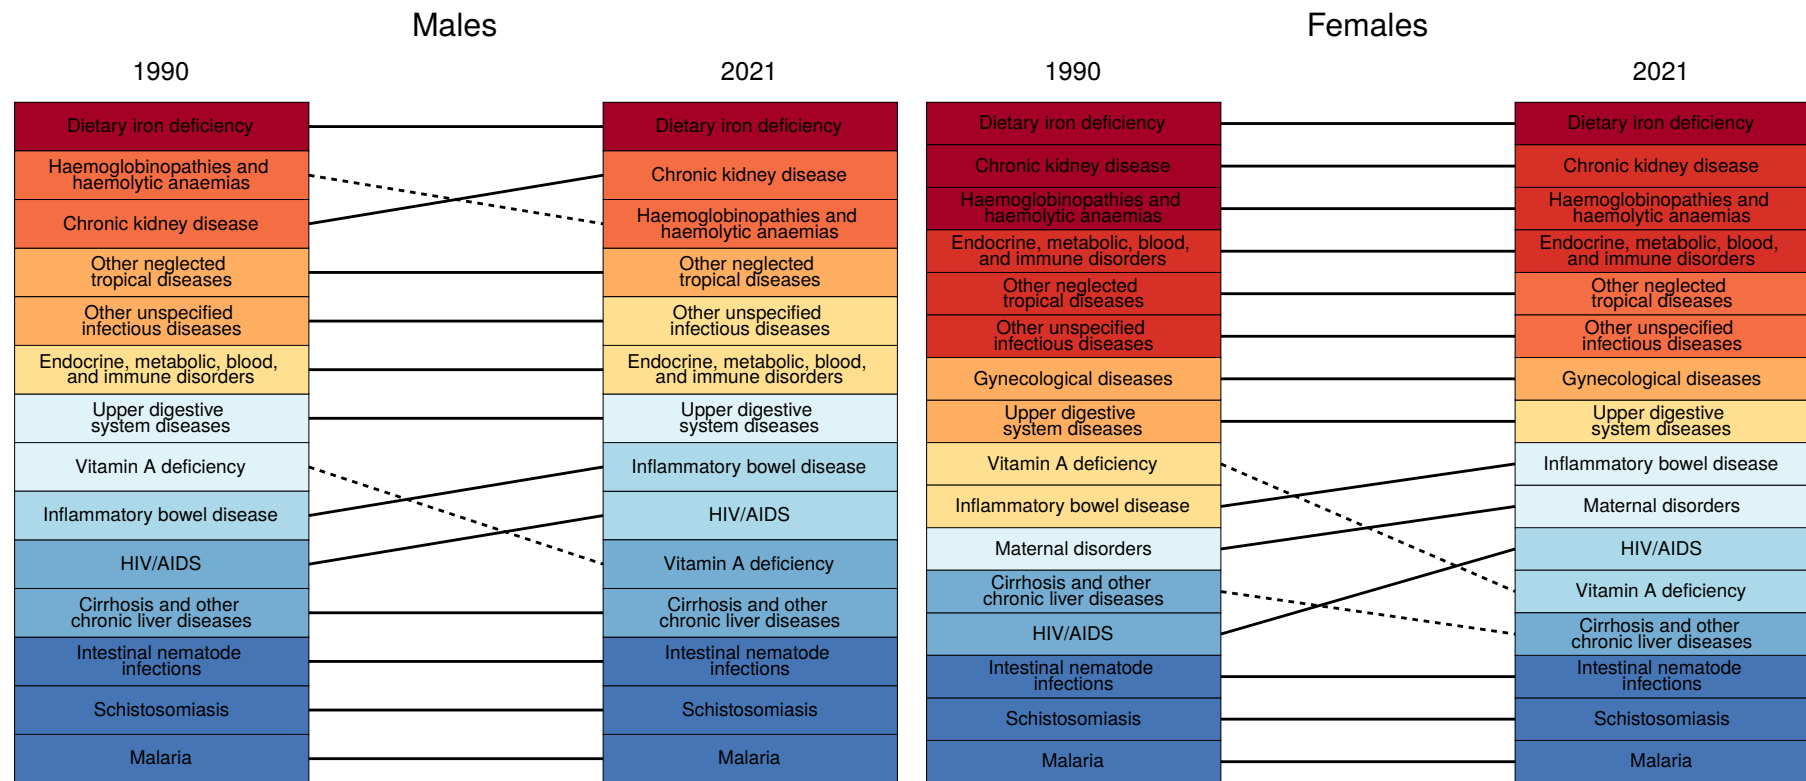 Males
1990
2021
Dietary iron deficiency
Haemoglobinopathies and
haemolytic anaemias
Chronic kidney disease
Other neglected
tropical diseases
Other unspecified
infectious diseases
Endocrine, metabolic, blood,
and immune disorders
Upper digestive
system diseases
Vitamin A deficiency
Inflammatory bowel disease
HIV/AIDS
Cirrhosis and other
chronic liver diseases
Intestinal nematode
infections
Schistosomiasis
Malaria
Dietary iron deficiency
Chronic kidney disease
Haemoglobinopathies and
haemolytic anaemias
Other neglected
tropical diseases
Other unspecified
infectious diseases
Endocrine, metabolic, blood,
and immune disorders
Upper digestive
system diseases
Inflammatory bowel disease
HIV/AIDS
Vitamin A deficiency
Cirrhosis and other
chronic liver diseases
Intestinal nematode
infections
Schistosomiasis
Malaria
Females
1990
2021
Dietary iron deficiency
Chronic kidney disease
Haemoglobinopathies and
haemolytic anaemias
Endocrine, metabolic, blood,
and immune disorders
Other neglected
tropical diseases
Other unspecified
infectious diseases
Gynecological diseases
Upper digestive
system diseases
Vitamin A deficiency
Inflammatory bowel disease
Maternal disorders
Cirrhosis and other
chronic liver diseases
HIV/AIDS
Intestinal nematode
infections
Schistosomiasis
Malaria
Dietary iron deficiency
Chronic kidney disease
Haemoglobinopathies and
haemolytic anaemias
Endocrine, metabolic, blood,
and immune disorders
Other neglected
tropical diseases
Other unspecified
infectious diseases
Gynecological diseases
Upper digestive
system diseases
Inflammatory bowel disease
Maternal disorders
HIV/AIDS
Vitamin A deficiency
Cirrhosis and other
chronic liver diseases
Intestinal nematode
infections
Schistosomiasis
Malaria